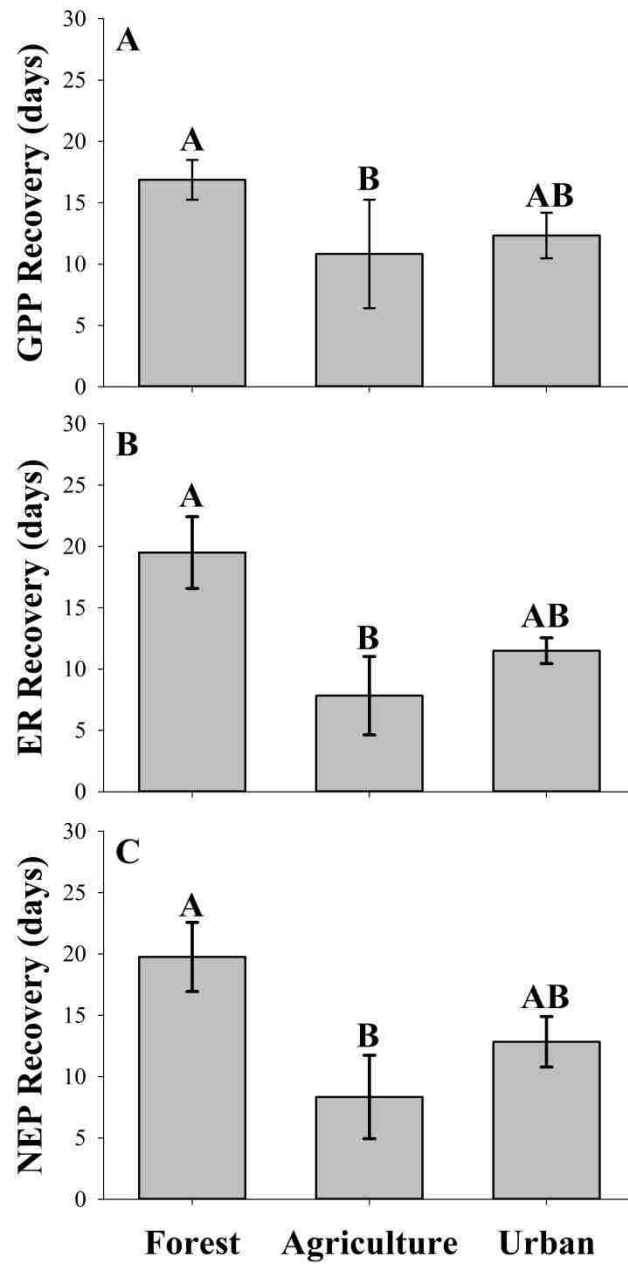 A
GPP Recovery (days)
30
25
20
15
10
5
0
A
B
AB
B
ER Recovery (days)
30
25
20
15
10
5
0
A
B
AB
C
NEP Recovery (days)
30
25
20
15
10
5
0
A
B
AB
Forest Agriculture Urban